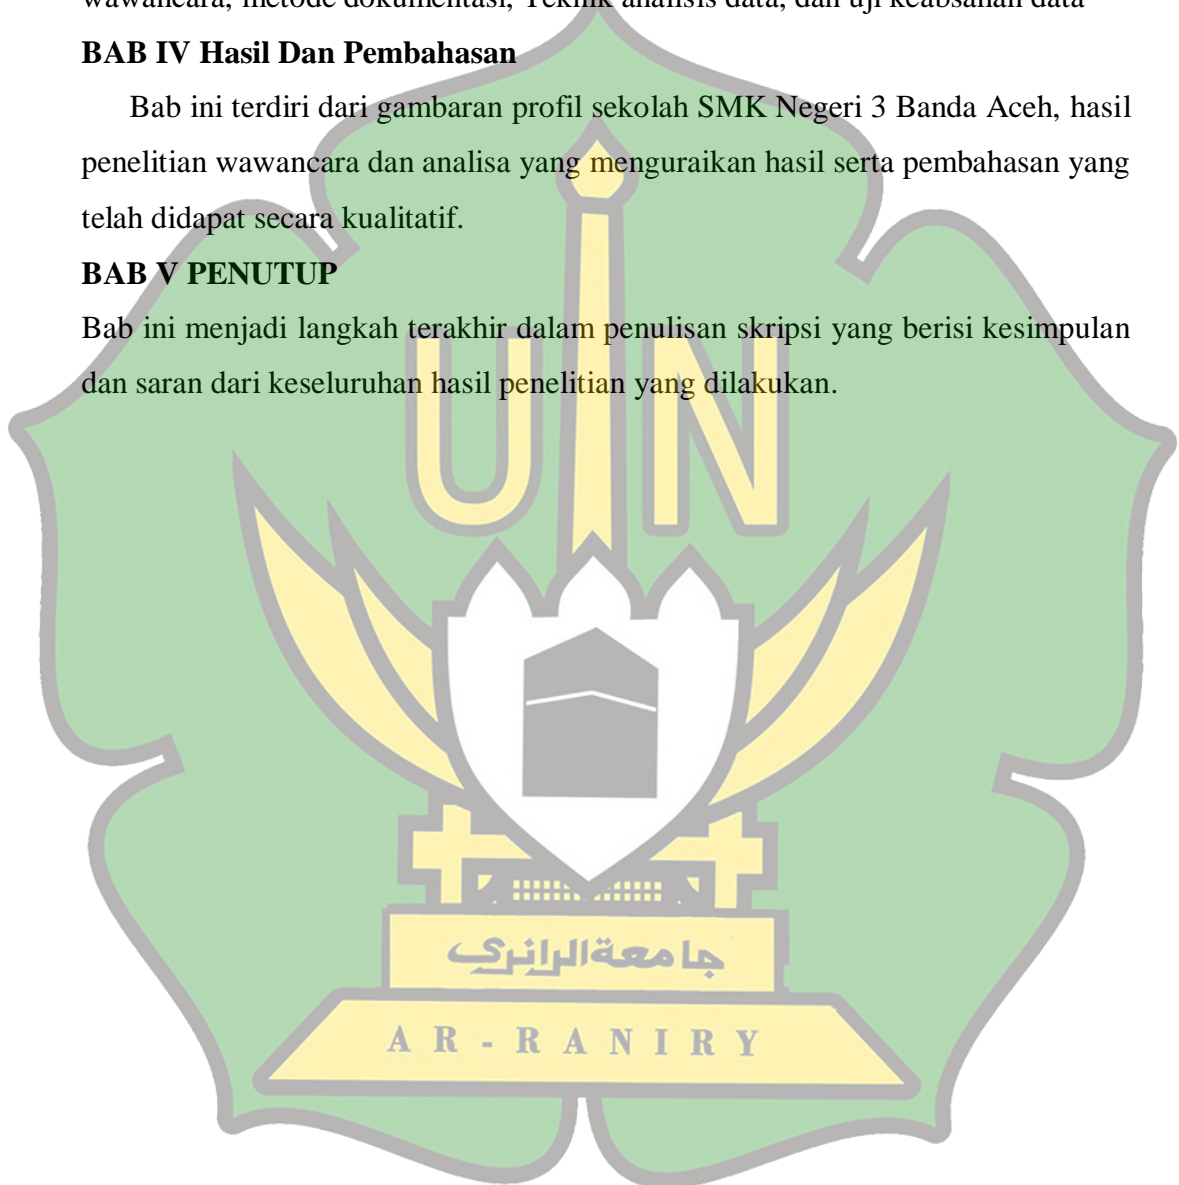 wawancara, metode dokumentasi, Teknik analisis data, dan uji keabsahan data
BAB IV Hasil Dan Pembahasan
Bab ini terdiri dari gambaran profil sekolah SMK Negeri 3 Banda Aceh, hasil
penelitian wawancara dan analisa yang menguraikan hasil serta pembahasan yang
telah didapat secara kualitatif.
BAB V PENUTUP
Bab ini menjadi langkah terakhir dalam penulisan skripsi yang berisi kesimpulan
dan saran dari keseluruhan hasil penelitian yang dilakukan.
UIN
جامعة الرانري
AR-RANIRY